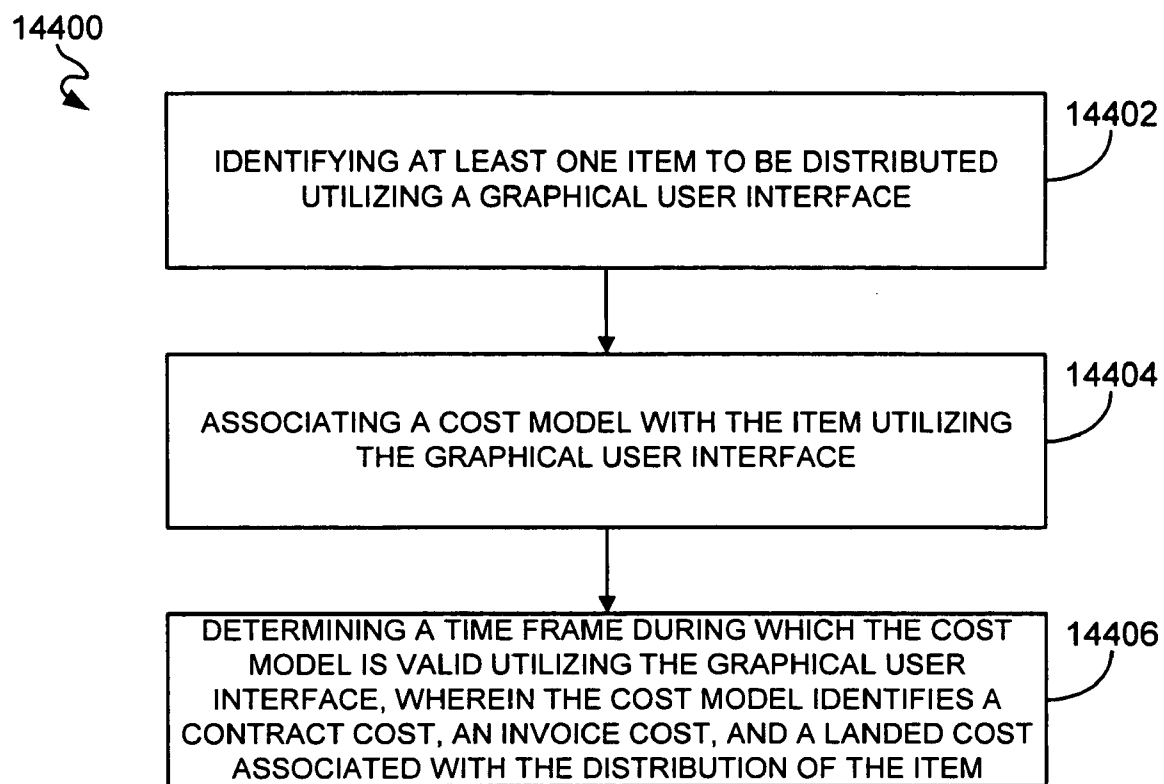 14400
14402
IDENTIFYING AT LEAST ONE ITEM TO BE DISTRIBUTED
UTILIZING A GRAPHICAL USER INTERFACE
14404
ASSOCIATING A COST MODEL WITH THE ITEM UTILIZING
THE GRAPHICAL USER INTERFACE
14406
DETERMINING A TIME FRAME DURING WHICH THE COST
MODEL IS VALID UTILIZING THE GRAPHICAL USER
INTERFACE, WHEREIN THE COST MODEL IDENTIFIES A
CONTRACT COST, AN INVOICE COST, AND A LANDED COST
ASSOCIATED WITH THE DISTRIBUTION OF THE ITEM